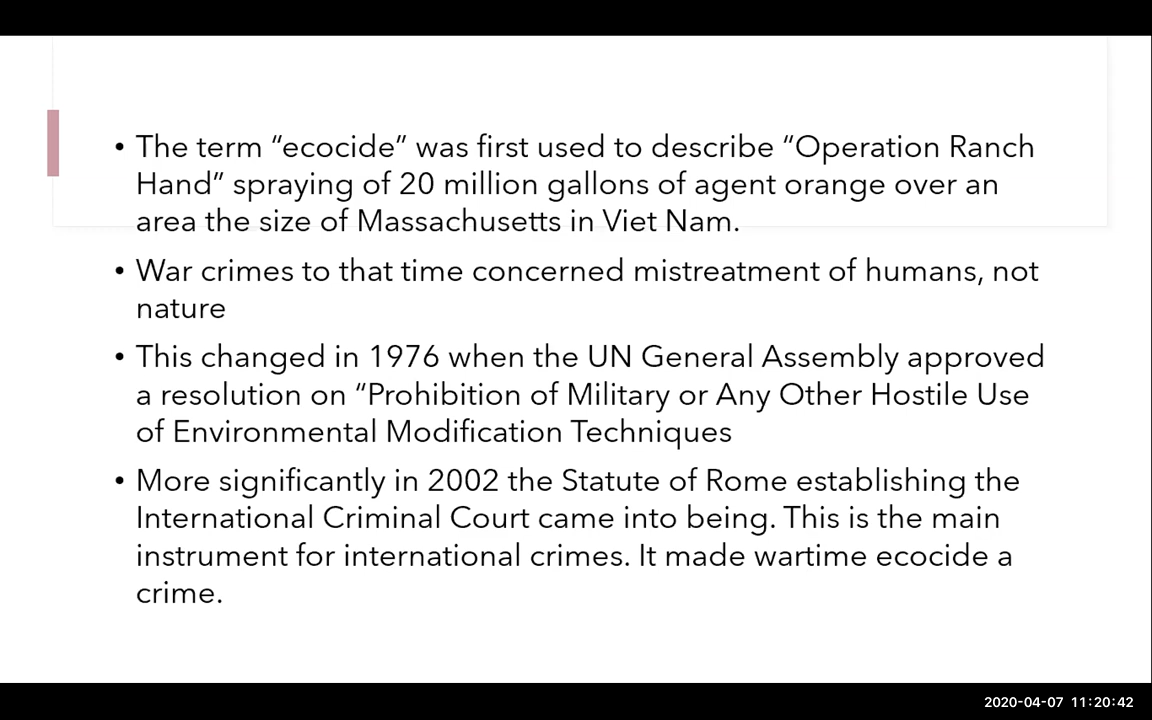 • The term “ecocide” was first used to describe “Operation Ranch
Hand” spraying of 20 million gallons of agent orange over an
area the size of Massachusetts in Viet Nam.
• War crimes to that time concerned mistreatment of humans, not
nature
• This changed in 1976 when the UN General Assembly approved
a resolution on “Prohibition of Military or Any Other Hostile Use
of Environmental Modification Techniques
• More significantly in 2002 the Statute of Rome establishing the
International Criminal Court came into being. This is the main
instrument for international crimes. It made wartime ecocide a
crime.
2020-04-07 11:20:42